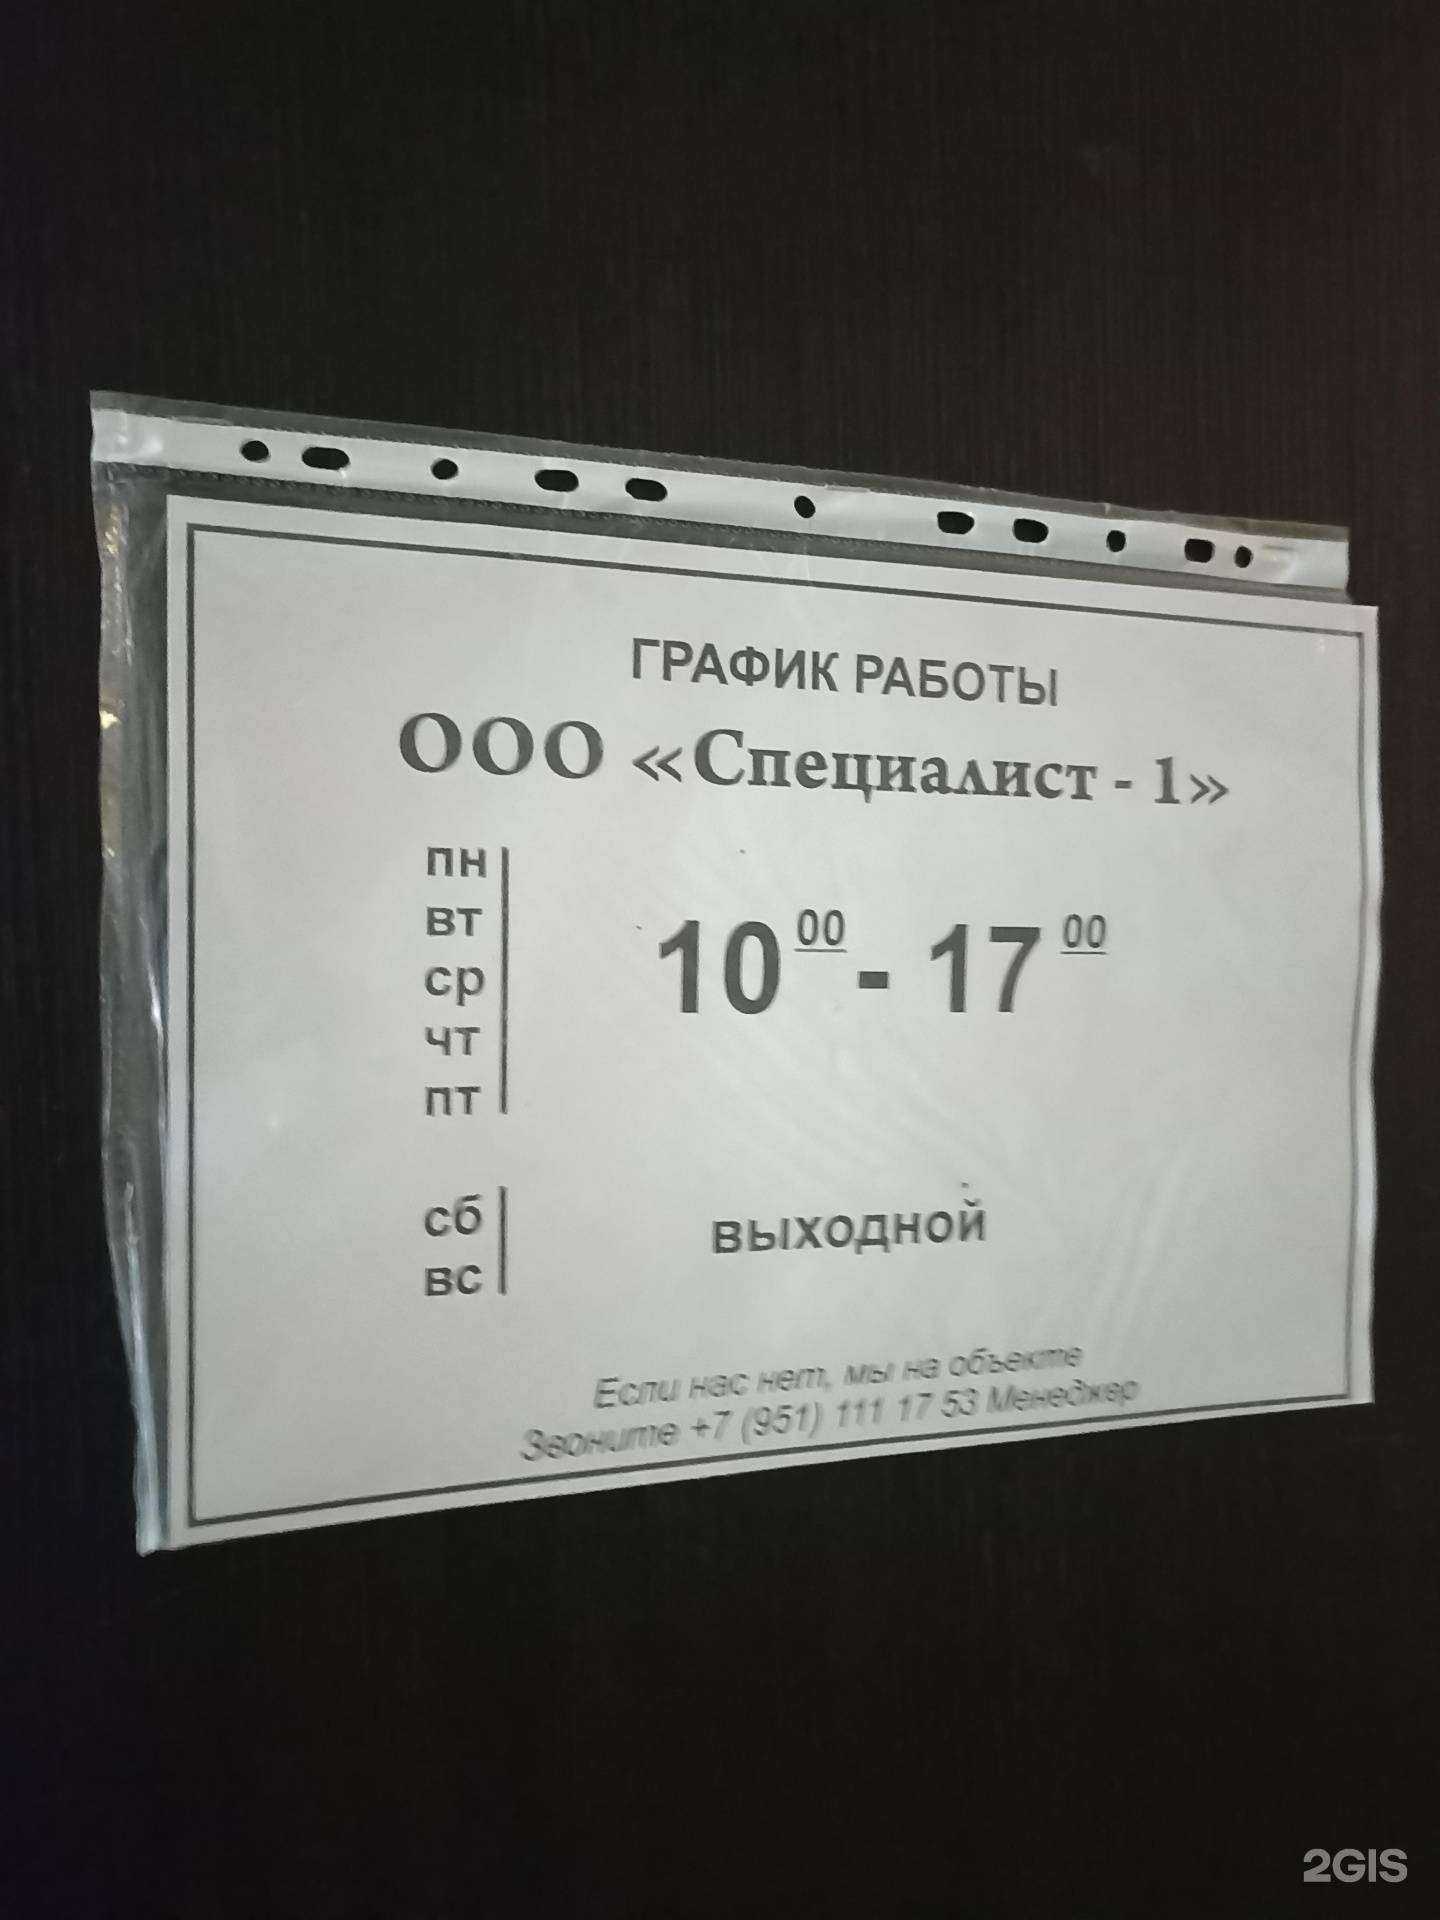 ГРАФИК РАБОТЫ
ООО «Специалист - 1»
пн
вт
ср
чт
пт
10 00 - 17 00
сб
вс
выходной
Если нас нет, мы на объекте
Звоните +7 (951) 111 17 53 Менеджер
2GIS